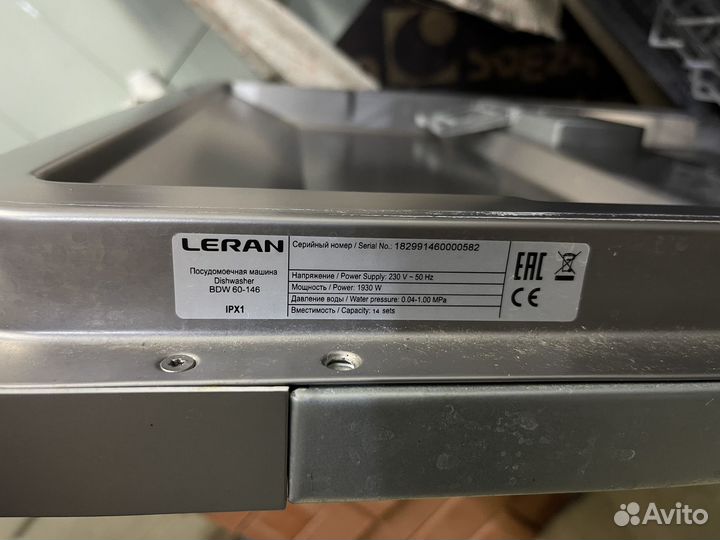 LERAN
Посудомоечная машина
Dishwasher
BDW 60-146
IPX1
Серийный номер / Serial No.: 182991460000582
Напряжение / Power Supply: 230 V ~ 50 Hz
Мощность / Power: 1930 W
Давление воды / Water pressure: 0.04-1.00 MPa
Вместимость / Capacity: 14 sets
EAC
CE
Avito